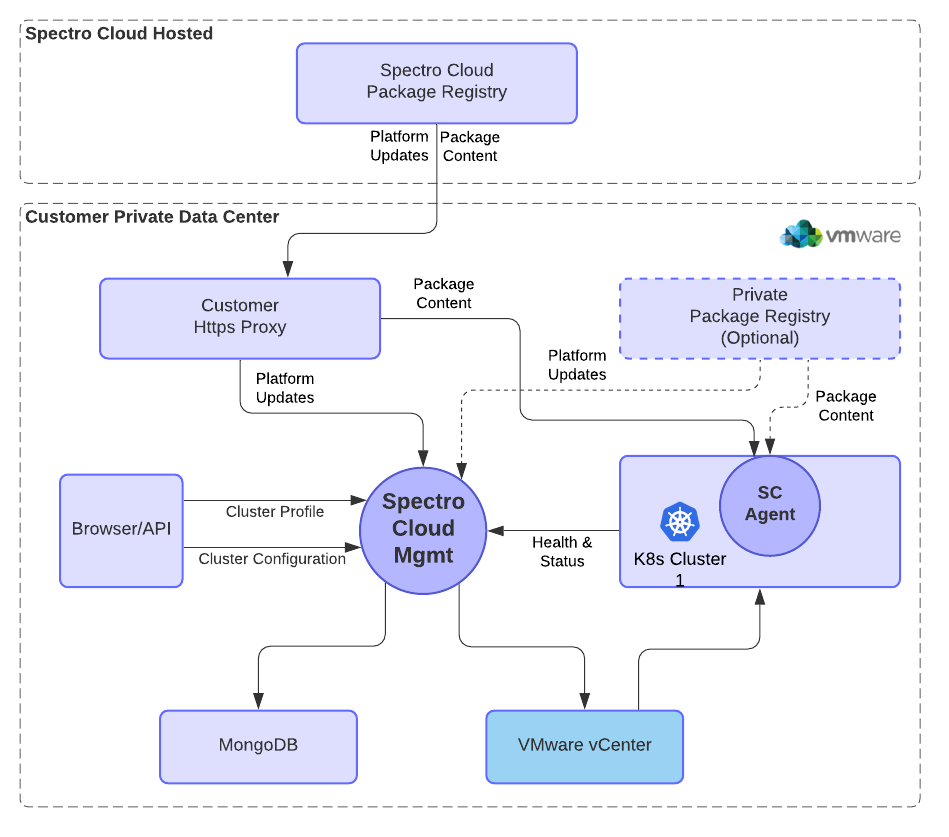 Spectro Cloud Hosted
Spectro Cloud
Package Registry
Platform
Updates
Package
Content
Customer Private Data Center
vmware
Customer
Https Proxy
Package
Content
Private
Package Registry
(Optional)
Platform
Updates
Platform
Updates
Package
Content
Browser/API
Cluster Profile
Cluster Configuration
Spectro
Cloud
Mgmt
Health &
Status
K8s Cluster
1
SC
Agent
MongoDB
VMware vCenter